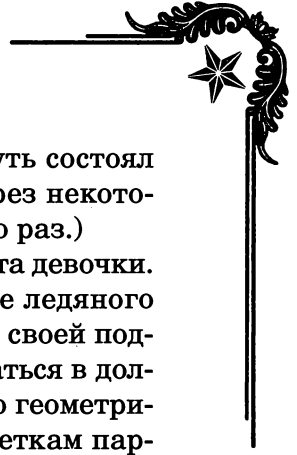 уть состоял
рез некото-
о раз.)
та девочки.
е ледяного
своей под-
аться в дол-
о геометри-
еткам пар-